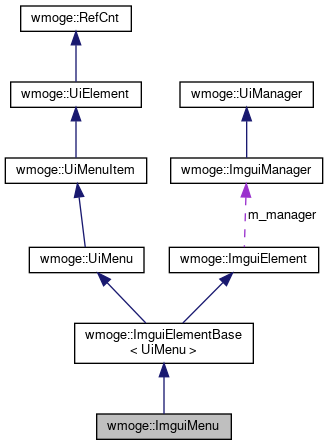 wmoge::RefCnt
wmoge::UiElement
wmoge::UiManager
wmoge::UiMenuItem
wmoge::ImguiManager
m_manager
wmoge::UiMenu
wmoge::ImguiElement
wmoge::ImguiElementBase
< UiMenu >
wmoge::ImguiMenu